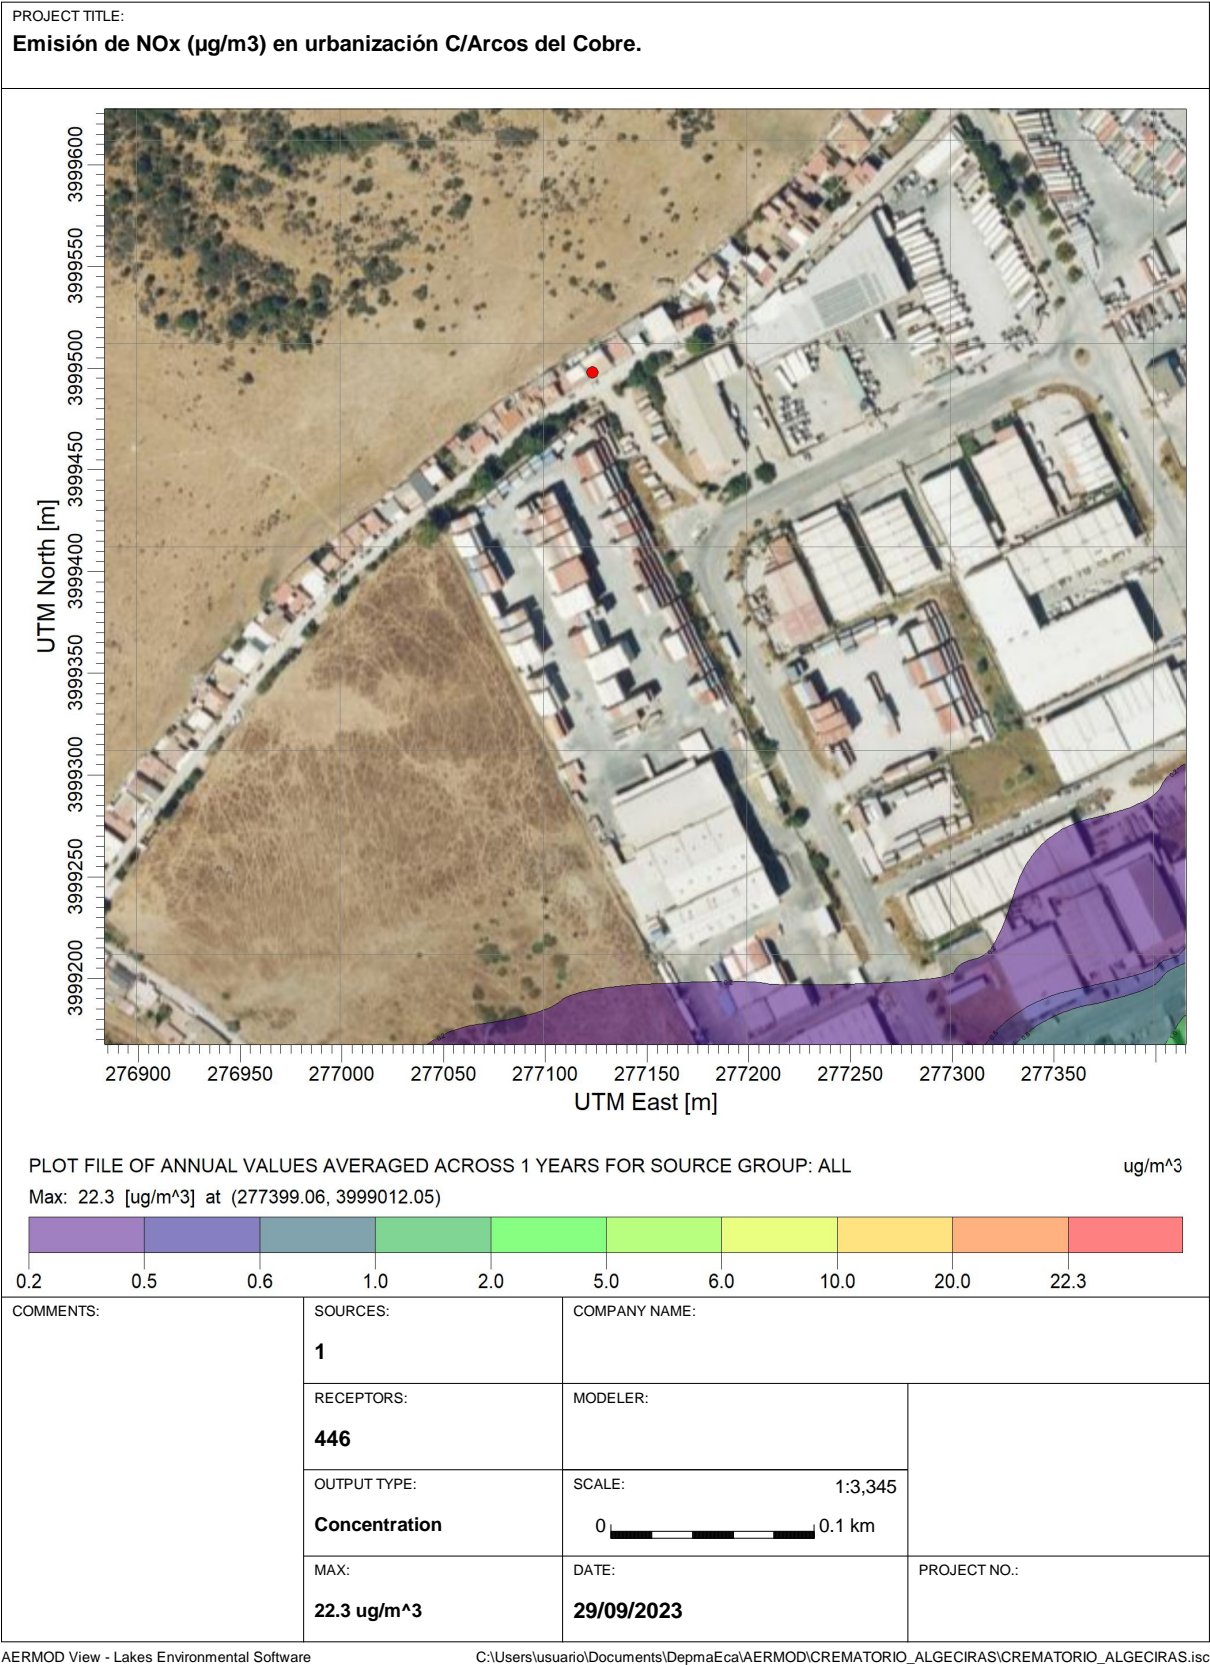 PROJECT TITLE:
Emisión de NOx (µg/m3) en urbanización C/Arcos del Cobre.
UTM North [m]
3999600
3999550
3999500
3999450
3999400
3999350
3999300
3999250
3999200
276900 276950 277000 277050 277100 277150 277200 277250 277300 277350
UTM East [m]
PLOT FILE OF ANNUAL VALUES AVERAGED ACROSS 1 YEARS FOR SOURCE GROUP: ALL ug/m^3
Max: 22.3 [ug/m^3] at (277399.06, 3999012.05)
0.2 0.5 0.6 1.0 2.0 5.0 6.0 10.0 20.0 22.3
COMMENTS:
SOURCES:
1
COMPANY NAME:
RECEPTORS:
446
MODELER:
OUTPUT TYPE:
Concentration
SCALE: 1:3,345
0 0.1 km
MAX:
22.3 ug/m^3
DATE:
29/09/2023
PROJECT NO.:
AERMOD View - Lakes Environmental Software C:\Users\usuario\Documents\DepmaEca\AERMOD\CREMATORIO_ALGECIRAS\CREMATORIO_ALGECIRAS.isc